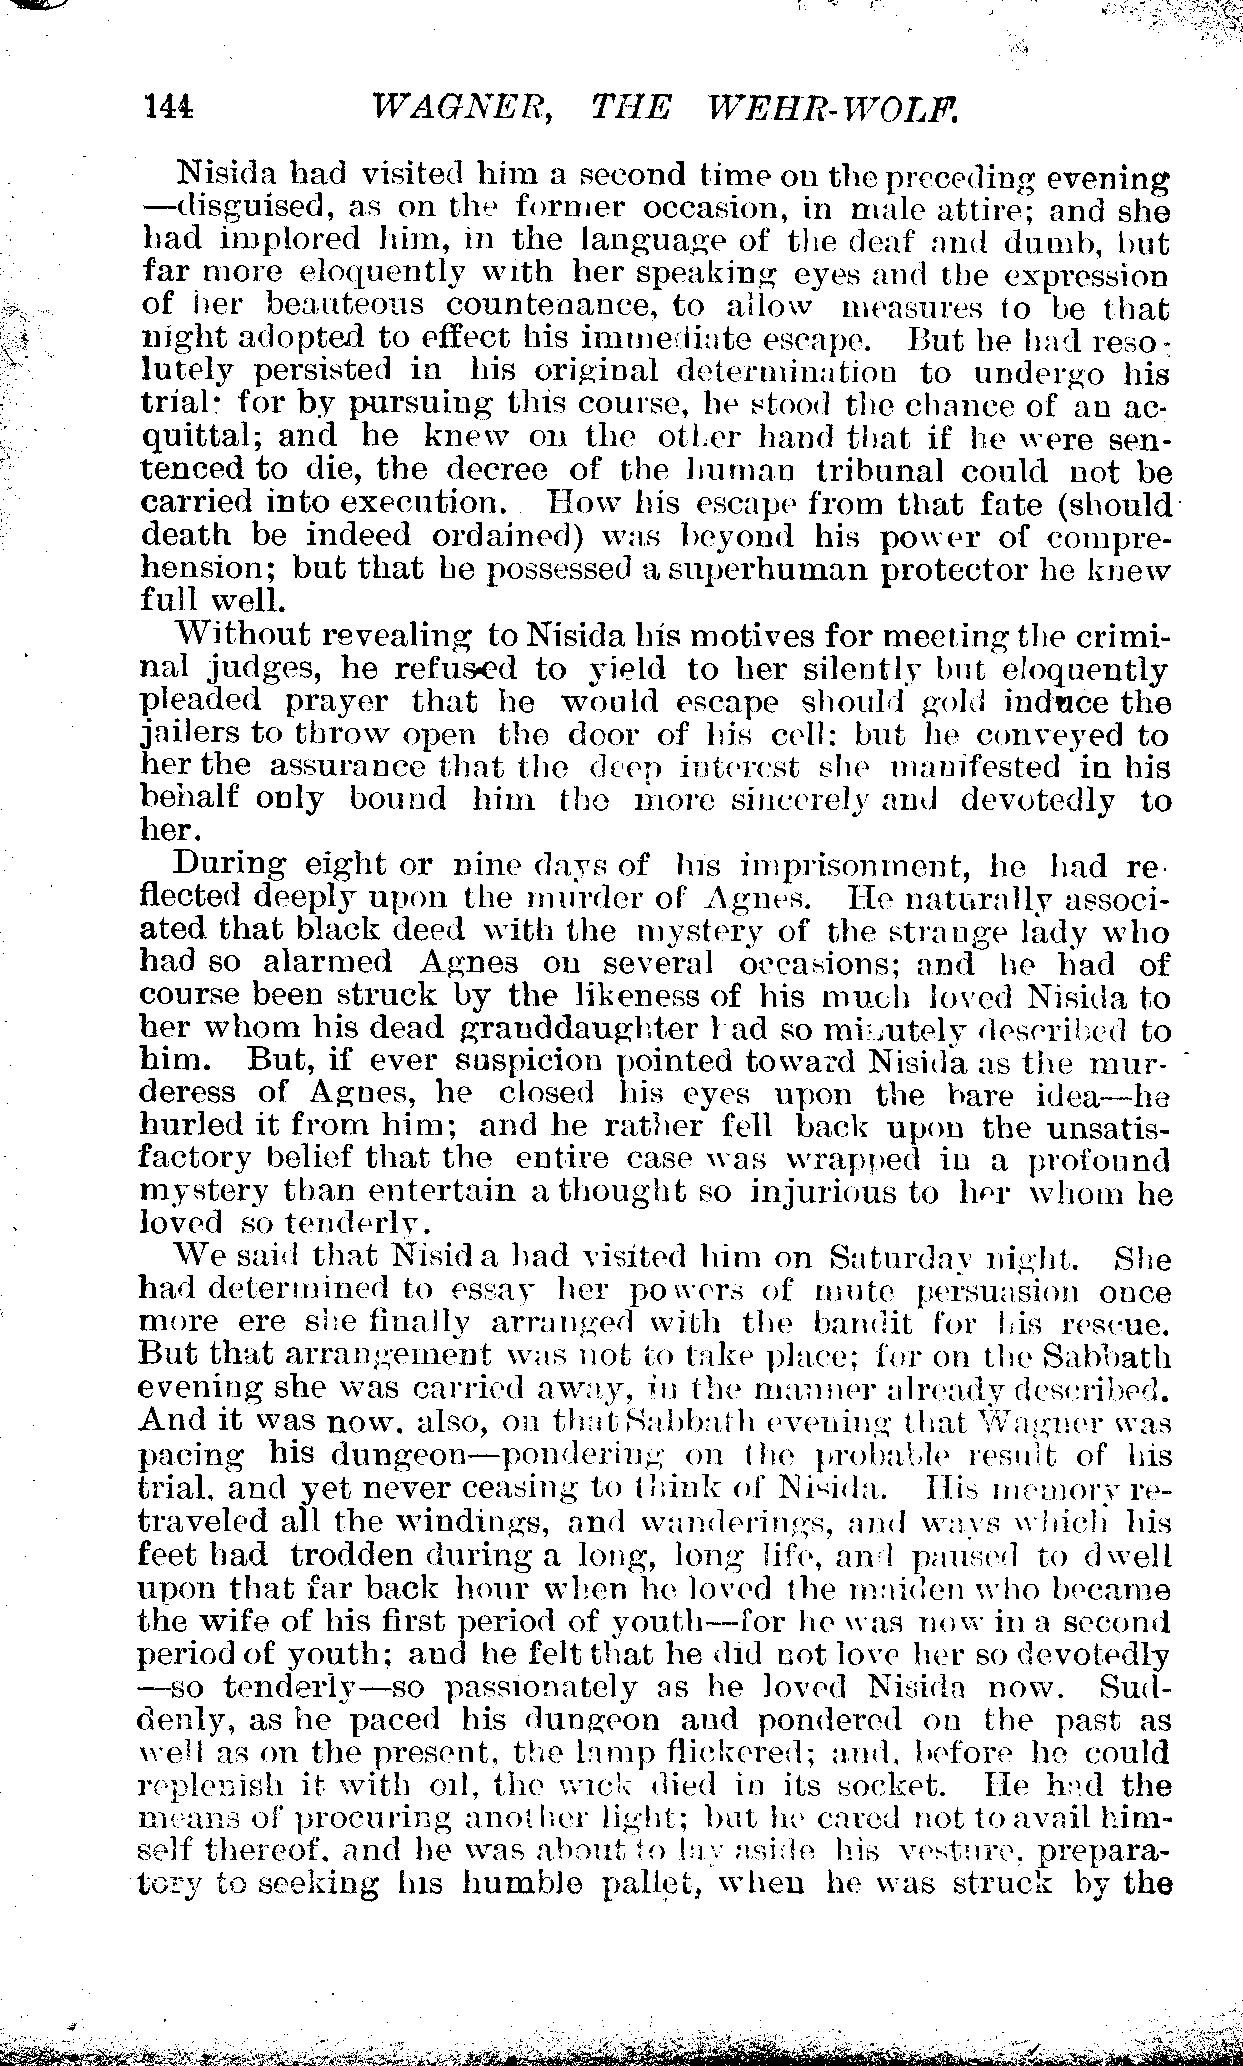 144 WAGNER, THE WEHR-WOLF.
Nisida had visited him a second time on the preceding evening
—disguised, as on the former occasion, in male attire; and she
had implored him, in the language of the deaf and dumb, but
far more eloquently with her speaking eyes and the expression
of her beauteous countenance, to allow measures to be that
night adopted to effect his immediate escape. But he had reso-
lutely persisted in his original determination to undergo his
trial; for by pursuing this course, he stood the chance of an ac-
quittal; and he knew on the other hand that if he were sen-
tenced to die, the decree of the human tribunal could not be
carried into execution. How his escape from that fate (should
death be indeed ordained) was beyond his power of compre-
hension; but that he possessed a superhuman protector he knew
full well.
Without revealing to Nisida his motives for meeting the crimi-
nal judges, he refused to yield to her silently but eloquently
pleaded prayer that he would escape should gold induce the
jailers to throw open the door of his cell: but he conveyed to
her the assurance that the deep interest she manifested in his
behalf only bound him the more sincerely and devotedly to
her.
During eight or nine days of his imprisonment, he had re-
flected deeply upon the murder of Agnes. He naturally associ-
ated that black deed with the mystery of the strange lady who
had so alarmed Agnes on several occasions; and he had of
course been struck by the likeness of his much loved Nisida to
her whom his dead granddaughter had so minutely described to
him. But, if ever suspicion pointed toward Nisida as the mur-
deress of Agnes, he closed his eyes upon the bare idea—he
hurled it from him; and he rather fell back upon the unsatis-
factory belief that the entire case was wrapped in a profound
mystery than entertain a thought so injurious to her whom he
loved so tenderly.
We said that Nisida had visited him on Saturday night. She
had determined to essay her powers of mute persuasion once
more ere she finally arranged with the bandit for his rescue.
But that arrangement was not to take place; for on the Sabbath
evening she was carried away, in the manner already described.
And it was now, also, on that Sabbath evening that Wagner was
pacing his dungeon—pondering on the probable result of his
trial, and yet never ceasing to think of Nisida. His memory re-
traveled all the windings, and wanderings, and ways which his
feet had trodden during a long, long life, and paused to dwell
upon that far back hour when he loved the maiden who became
the wife of his first period of youth—for he was now in a second
period of youth; and he felt that he did not love her so devotedly
—so tenderly—so passionately as he loved Nisida now. Sud-
denly, as he paced his dungeon and pondered on the past as
well as on the present, the lamp flickered; and, before he could
replenish it with oil, the wick died in its socket. He had the
means of procuring another light; but he cared not to avail him-
self thereof, and he was about to lay aside his vesture, prepara-
tory to seeking his humble pallet, when he was struck by the